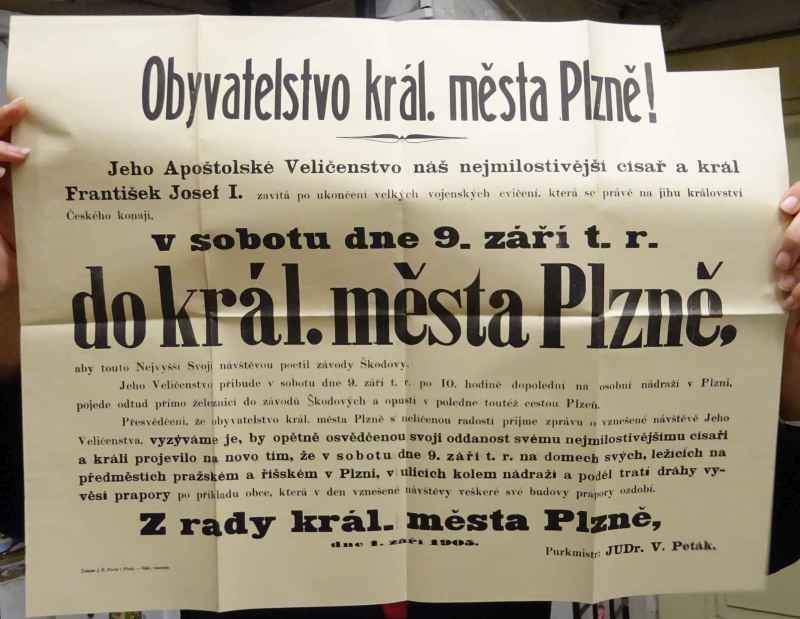 Obyvatelstvo král. města Plzně!
Jeho Apoštolské Veličenstvo náš nejmilostivější císař a král
František Josef I. zavítá po ukončení velkých vojenských cvičení, která se právě na jihu království
Českého konají,
v sobotu dne 9. září t. r.
do král. města Plzně,
aby touto Nejvyšší Svojí návštěvou poctil závody Škodovy.
Jeho Veličenstvo přibude v sobotu dne 9. září t. r. po 10. hodině dopolední na osobní nádraží v Plzni,
pojede odtud přímo železnicí do závodů Škodových a opustí v poledne toutéž cestou Plzeň.
Přesvědčeni, že obyvatelstvo král. města Plzně s nelíčenou radostí přijme zprávu o vznešené návštěvě Jeho
Veličenstva, vyzýváme je, by opětně osvědčenou svoji oddanost svému nejmilostivějšímu císaři
a králi projevilo na novo tím, že v sobotu dne 9. září t. r. na domech svých, ležících na
předměstích pražském a říšském v Plzni, v ulicích kolem nádraží a podél tratí dráhy vy-
věsí prapory po příkladu obce, která v den vznešené návštěvy veškeré své budovy prapory ozdobí.
Z rady král. města Plzně,
dne 1. září 1905.
Purkmistr: JUDr. V. Peták.